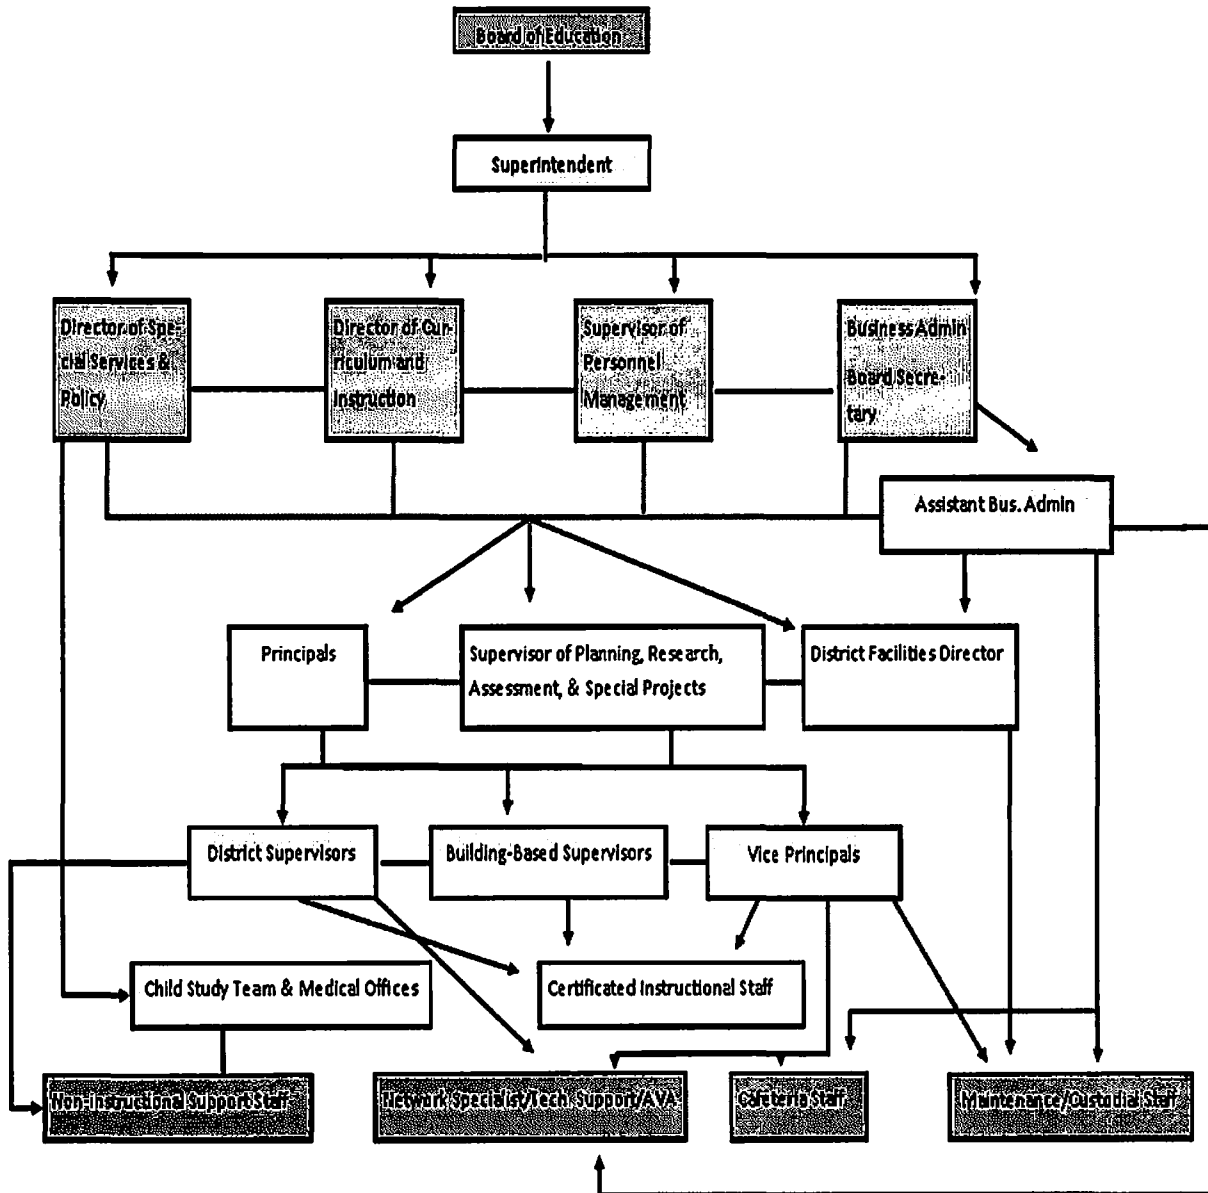 Board of Education
Superintendent
Director of Spe-
cial Services &
Policy
Director of Cur-
riculum and
Instruction
Supervisor of
Personnel
Management
Business Admin
Board Secre-
tary
Assistant Bus. Admin
Principals
Supervisor of Planning, Research,
Assessment, & Special Projects
District Facilities Director
District Supervisors
Building-Based Supervisors
Vice Principals
Child Study Team & Medical Offices
Certificated Instructional Staff
Non-Instructional Support Staff
Network Specialist/Tech. Support/AVA
Cafeteria Staff
Maintenance/Custodial Staff